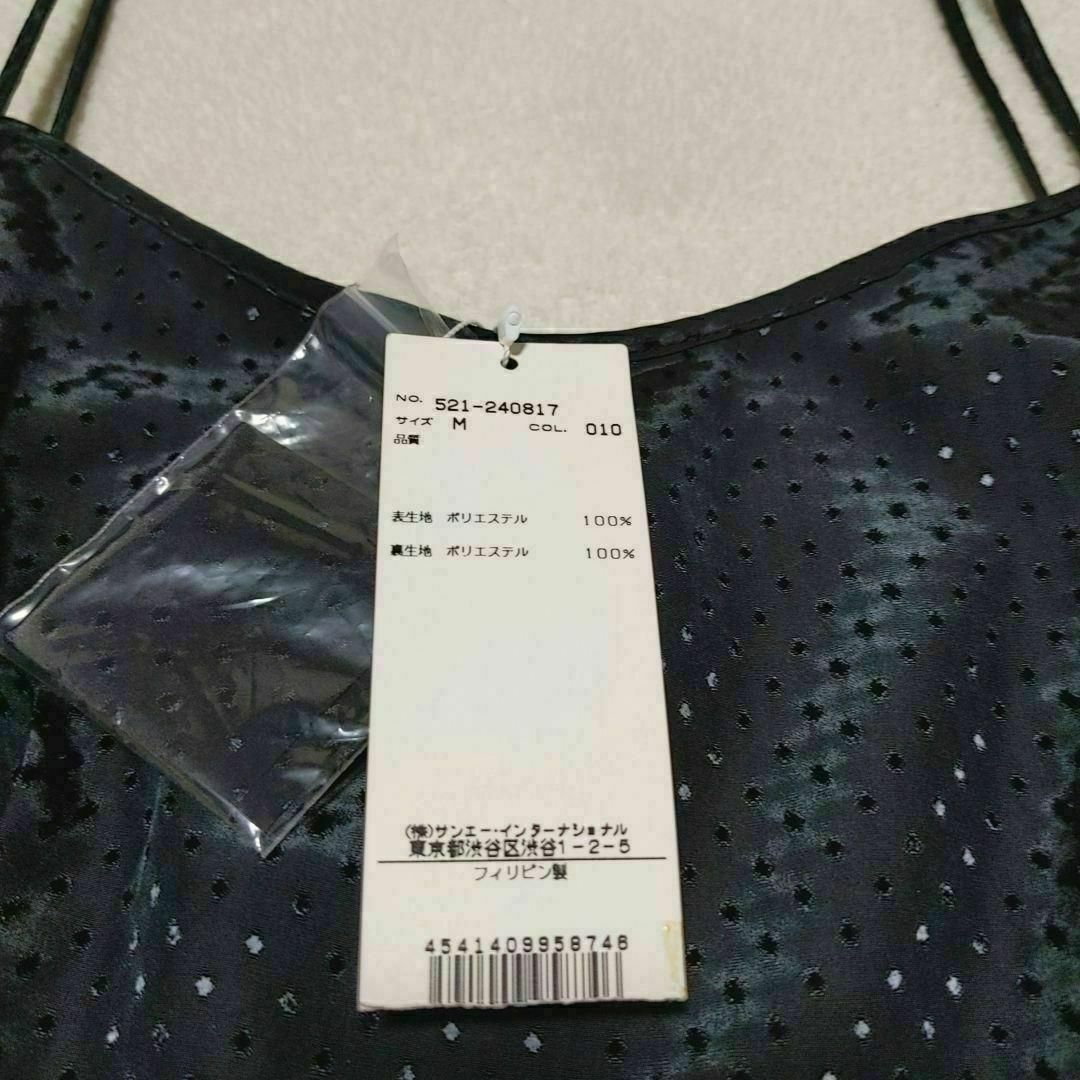 NO. 521-240817
サイズ M COL. 010
品質
表生地 ポリエステル 100%
裏生地 ポリエステル 100%
(株)サンエー・インターナショナル
東京都渋谷区渋谷1-2-5
フィリピン製
4541409958748